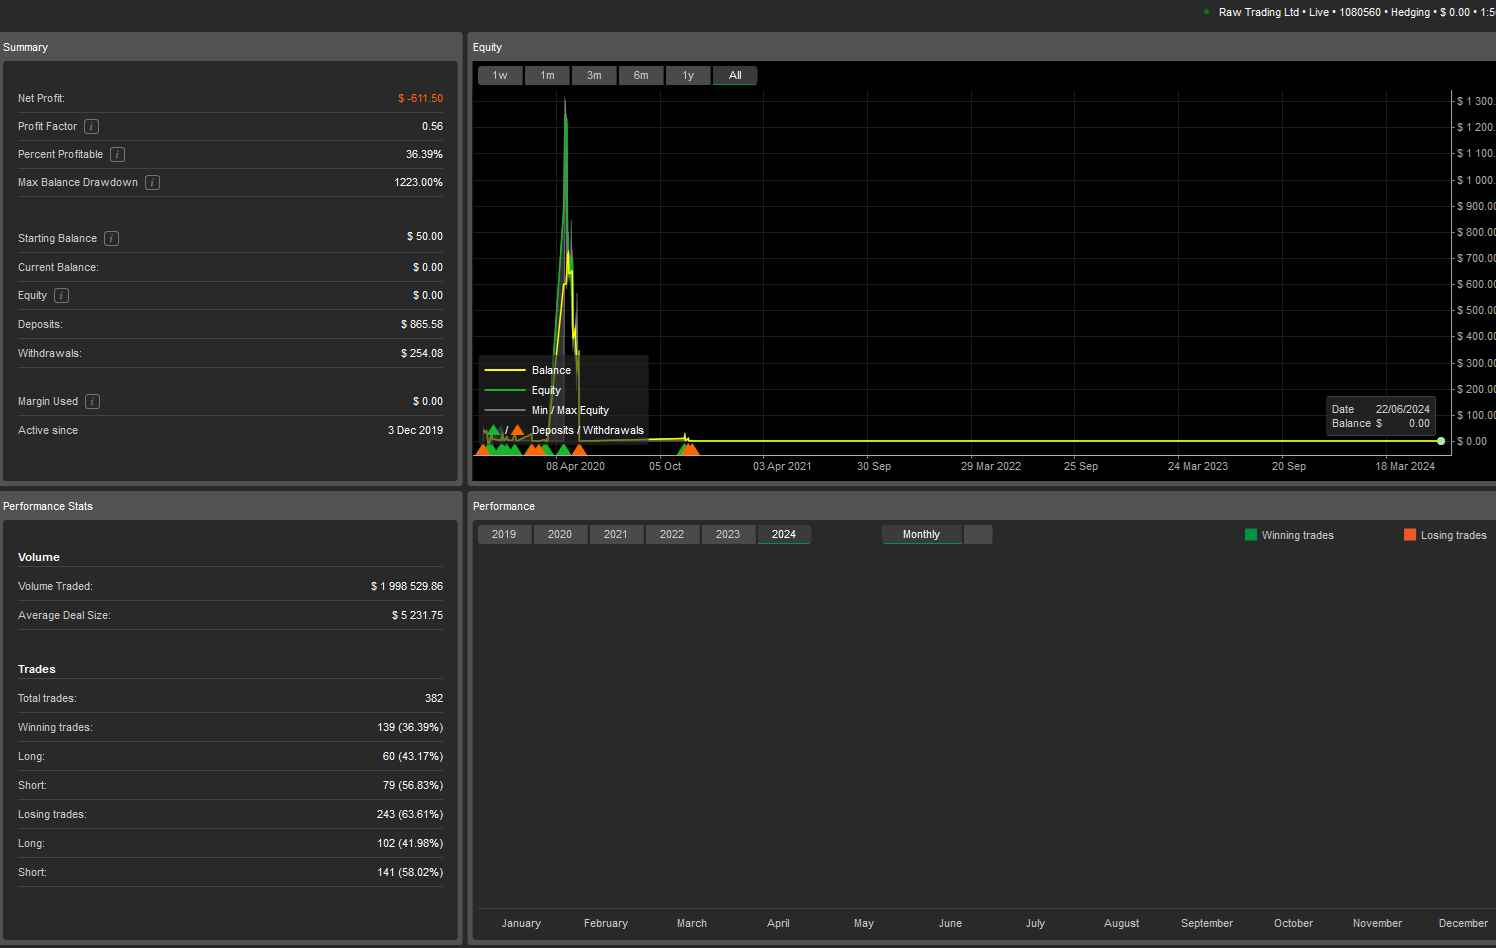 Raw Trading Ltd • Live • 1080560 • Hedging • $ 0.00 • 1:5
Summary
Net Profit: $ -611.50
Profit Factor i 0.56
Percent Profitable i 36.39%
Max Balance Drawdown i 1223.00%
Starting Balance i $ 50.00
Current Balance: $ 0.00
Equity i $ 0.00
Deposits: $ 865.58
Withdrawals: $ 254.08
Margin Used i $ 0.00
Active since 3 Dec 2019
Equity
1w 1m 3m 6m 1y All
$ 1 300.
$ 1 200.
$ 1 100.
$ 1 000.
$ 900.00
$ 800.00
$ 700.00
$ 600.00
$ 500.00
$ 400.00
$ 300.00
$ 200.00
$ 100.00
$ 0.00
Balance
Equity
Min / Max Equity
/ Deposits / Withdrawals
Date 22/06/2024
Balance $ 0.00
08 Apr 2020 05 Oct 03 Apr 2021 30 Sep 29 Mar 2022 25 Sep 24 Mar 2023 20 Sep 18 Mar 2024
Performance Stats
Volume
Volume Traded: $ 1 998 529.86
Average Deal Size: $ 5 231.75
Trades
Total trades: 382
Winning trades: 139 (36.39%)
Long: 60 (43.17%)
Short: 79 (56.83%)
Losing trades: 243 (63.61%)
Long: 102 (41.98%)
Short: 141 (58.02%)
Performance
2019 2020 2021 2022 2023 2024 Monthly
Winning trades Losing trades
January February March April May June July August September October November December